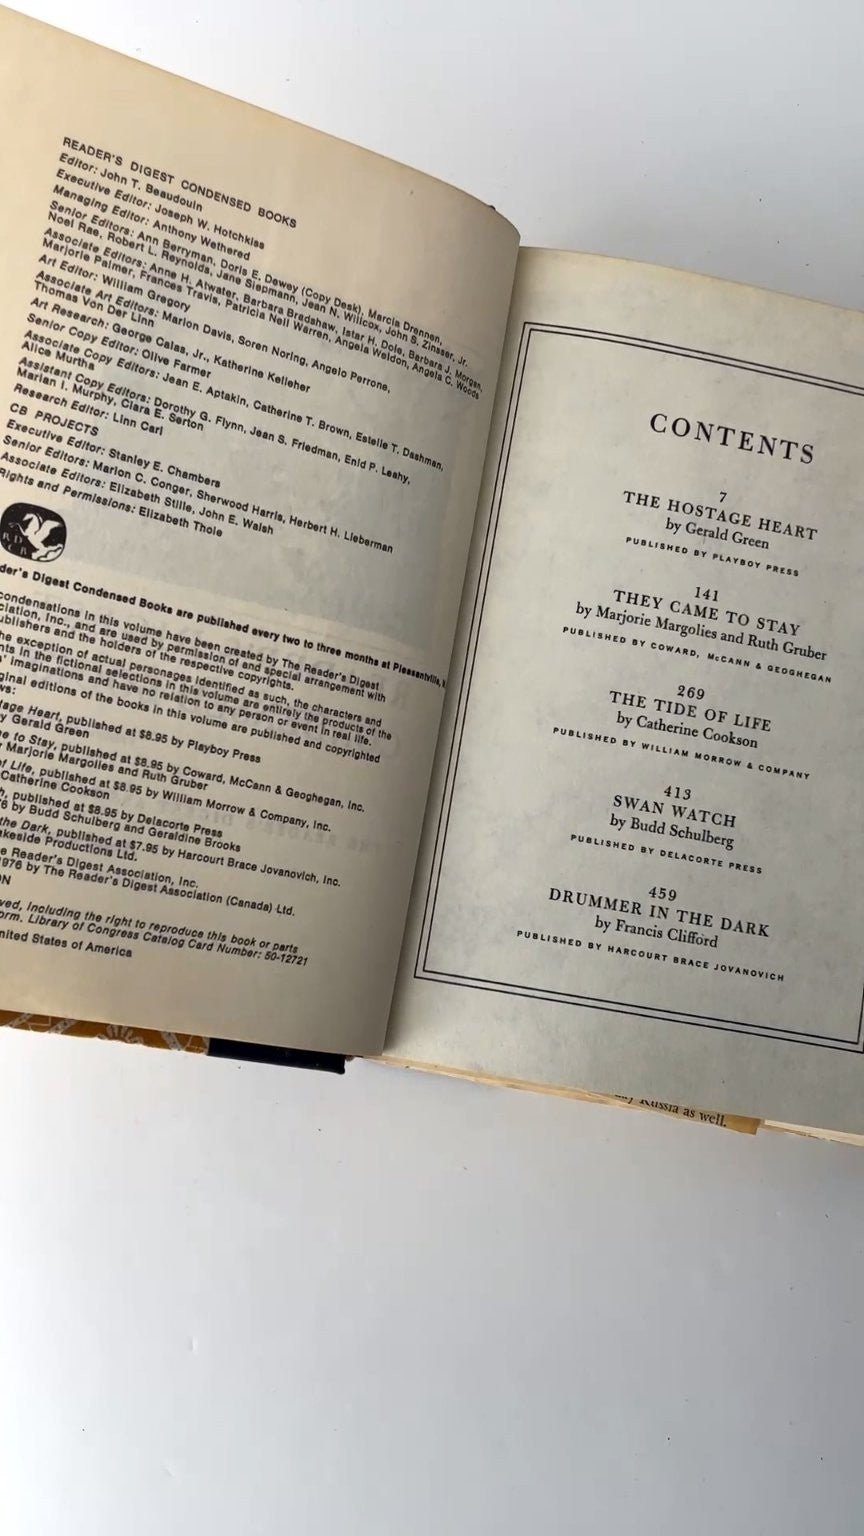 READER'S DIGEST CONDENSED BOOKS
Editor: John T. Beaudouin
Executive Editor: Joseph W. Hotchkiss
Managing Editor: Anthony Wethered
Senior Editors: Ann Berryman, Doris E. Dewey (Copy Desk), Marcia Drennen,
Noel Rae, Robert L. Reynolds, Jane Siepmann, Jean N. Willcox, John S. Zinsser, Jr.
Associate Editors: Anne H. Atwater, Barbara Bradshaw, Istar H. Dole, Barbara J. Morgan,
Marjorie Palmer, Frances Travis, Patricia Nell Warren, Angela Weldon, Angela C. Woods
Art Editor: William Gregory
Associate Art Editors: Marion Davis, Soren Noring, Angelo Perrone,
Thomas Von Der Linn
Art Research: George Calas, Jr., Katherine Kelleher
Senior Copy Editor: Olive Farmer
Associate Copy Editors: Jean E. Aptakin, Catherine T. Brown, Estelle T. Dashman,
Alice Murtha
Assistant Copy Editors: Dorothy G. Flynn, Jean S. Friedman, Enid P. Leahy,
Marian I. Murphy, Clara E. Serton
Research Editor: Linn Carl
CB PROJECTS
Executive Editor: Stanley E. Chambers
Senior Editors: Marion C. Conger, Sherwood Harris, Herbert H. Lieberman
Associate Editors: Elizabeth Stille, John E. Walsh
Rights and Permissions: Elizabeth Thole
RD
CB
der's Digest Condensed Books are published every two to three months at Pleasantville,
condensations in this volume have been created by The Reader's Digest
ciation, Inc., and are used by permission of and special arrangement with
ublishers and the holders of the respective copyrights.
he exception of actual personages identified as such, the characters and
nts in the fictional selections in this volume are entirely the products of the
' imaginations and have no relation to any person or event in real life.
ginal editions of the books in this volume are published and copyrighted
ws:
tage Heart, published at $8.95 by Playboy Press
y Gerald Green
e to Stay, published at $8.95 by Coward, McCann & Geoghegan, Inc.
Marjorie Margolies and Ruth Gruber
of Life, published at $8.95 by William Morrow & Company, Inc.
Catherine Cookson
h, published at $8.95 by Delacorte Press
6 by Budd Schulberg and Geraldine Brooks
the Dark, published at $7.95 by Harcourt Brace Jovanovich, Inc.
akeside Productions Ltd.
e Reader's Digest Association, Inc.
1976 by The Reader's Digest Association (Canada) Ltd.
ON
ved, including the right to reproduce this book or parts
orm. Library of Congress Catalog Card Number: 50-12721
nited States of America
CONTENTS
7
THE HOSTAGE HEART
by Gerald Green
PUBLISHED BY PLAYBOY PRESS
141
THEY CAME TO STAY
by Marjorie Margolies and Ruth Gruber
PUBLISHED BY COWARD, McCANN & GEOGHEGAN
269
THE TIDE OF LIFE
by Catherine Cookson
PUBLISHED BY WILLIAM MORROW & COMPANY
413
SWAN WATCH
by Budd Schulberg
PUBLISHED BY DELACORTE PRESS
459
DRUMMER IN THE DARK
by Francis Clifford
PUBLISHED BY HARCOURT BRACE JOVANOVICH
Russia as well.